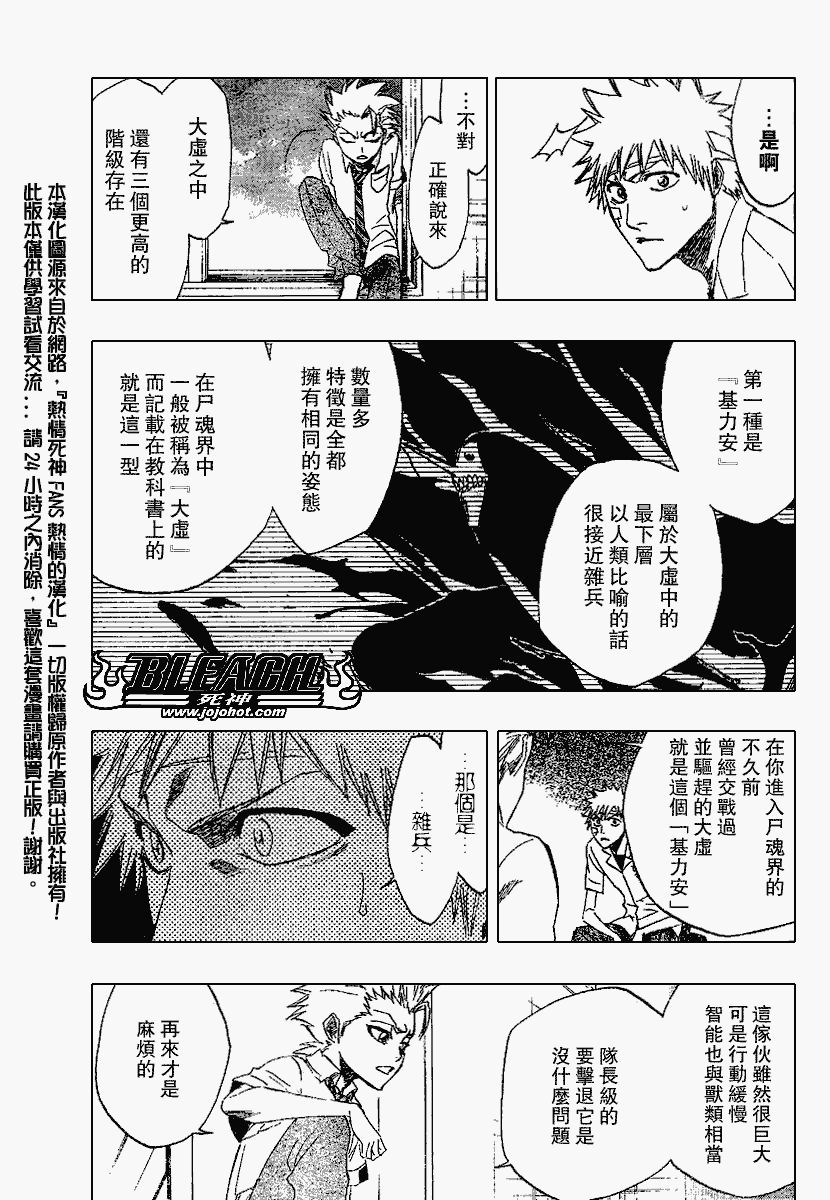 …是啊
…不對
正確說來
大虛之中
還有三個更高的
階級存在
第一種是
『基力安』
屬於大虛中的
最下層
以人類比喻的話
很接近雜兵
數量多
特徵是全都
擁有相同的姿態
在尸魂界中
一般被稱為『大虛』
而記載在教科書上的
就是這一型
BLEACH
死神
www.jojohot.com
在你進入尸魂界的
不久前
曾經交戰過
並驅趕的大虛
就是這個「基力安」
…那個是…
…雜兵…
這傢伙雖然很巨大
可是行動緩慢
智能也與獸類相當
隊長級的
要擊退它是
沒什麼問題
再來才是
麻煩的
本漢化圖源來自於網路，『熱情死神FANS熱情的漢化』一切版權歸原作者與出版社擁有！
此版本僅供學習試看交流... 請24小時之內消除，喜歡這套漫畫請購買正版！謝謝。